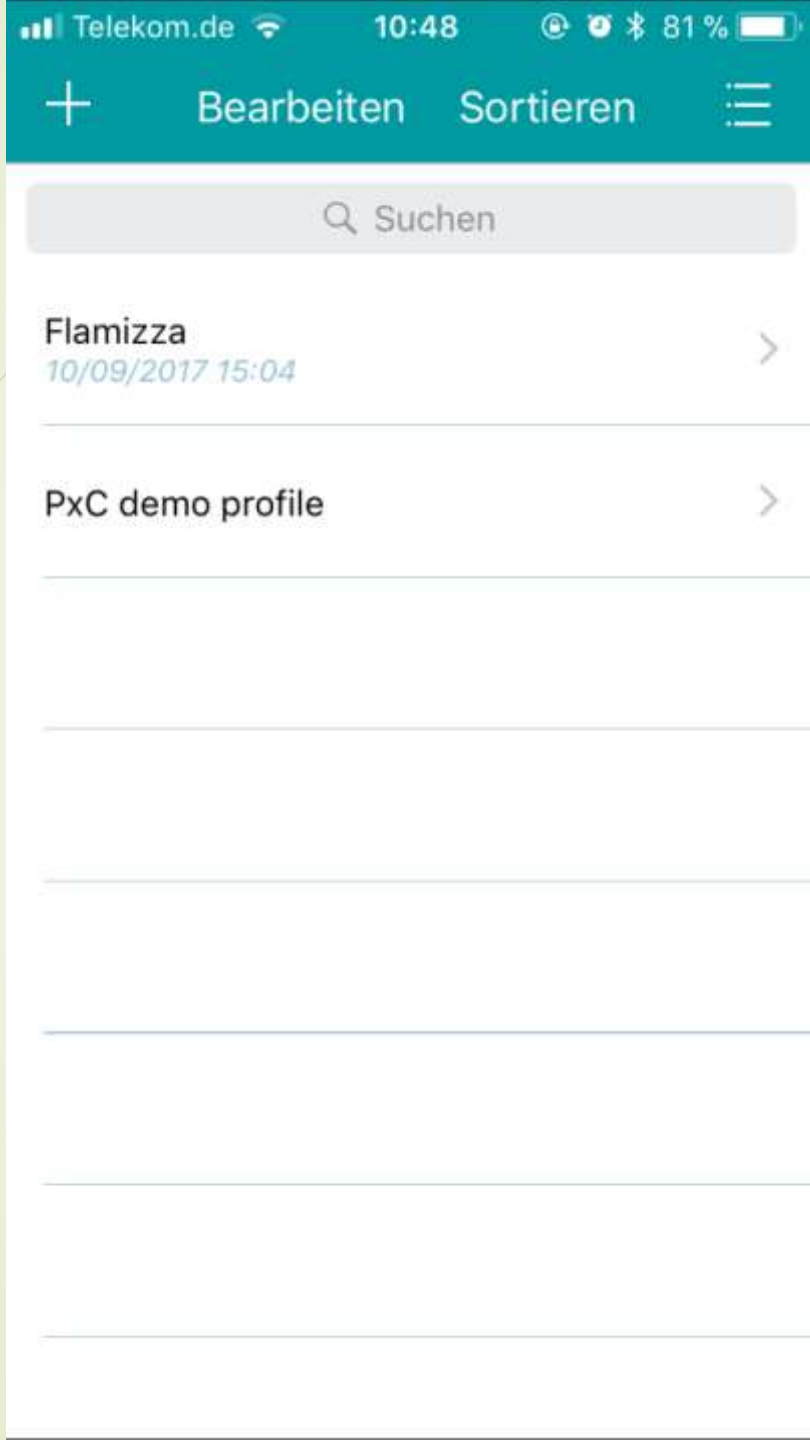 Telekom.de 10:48 81 %
Bearbeiten Sortieren
Suchen
Flamizza
10/09/2017 15:04
PxC demo profile